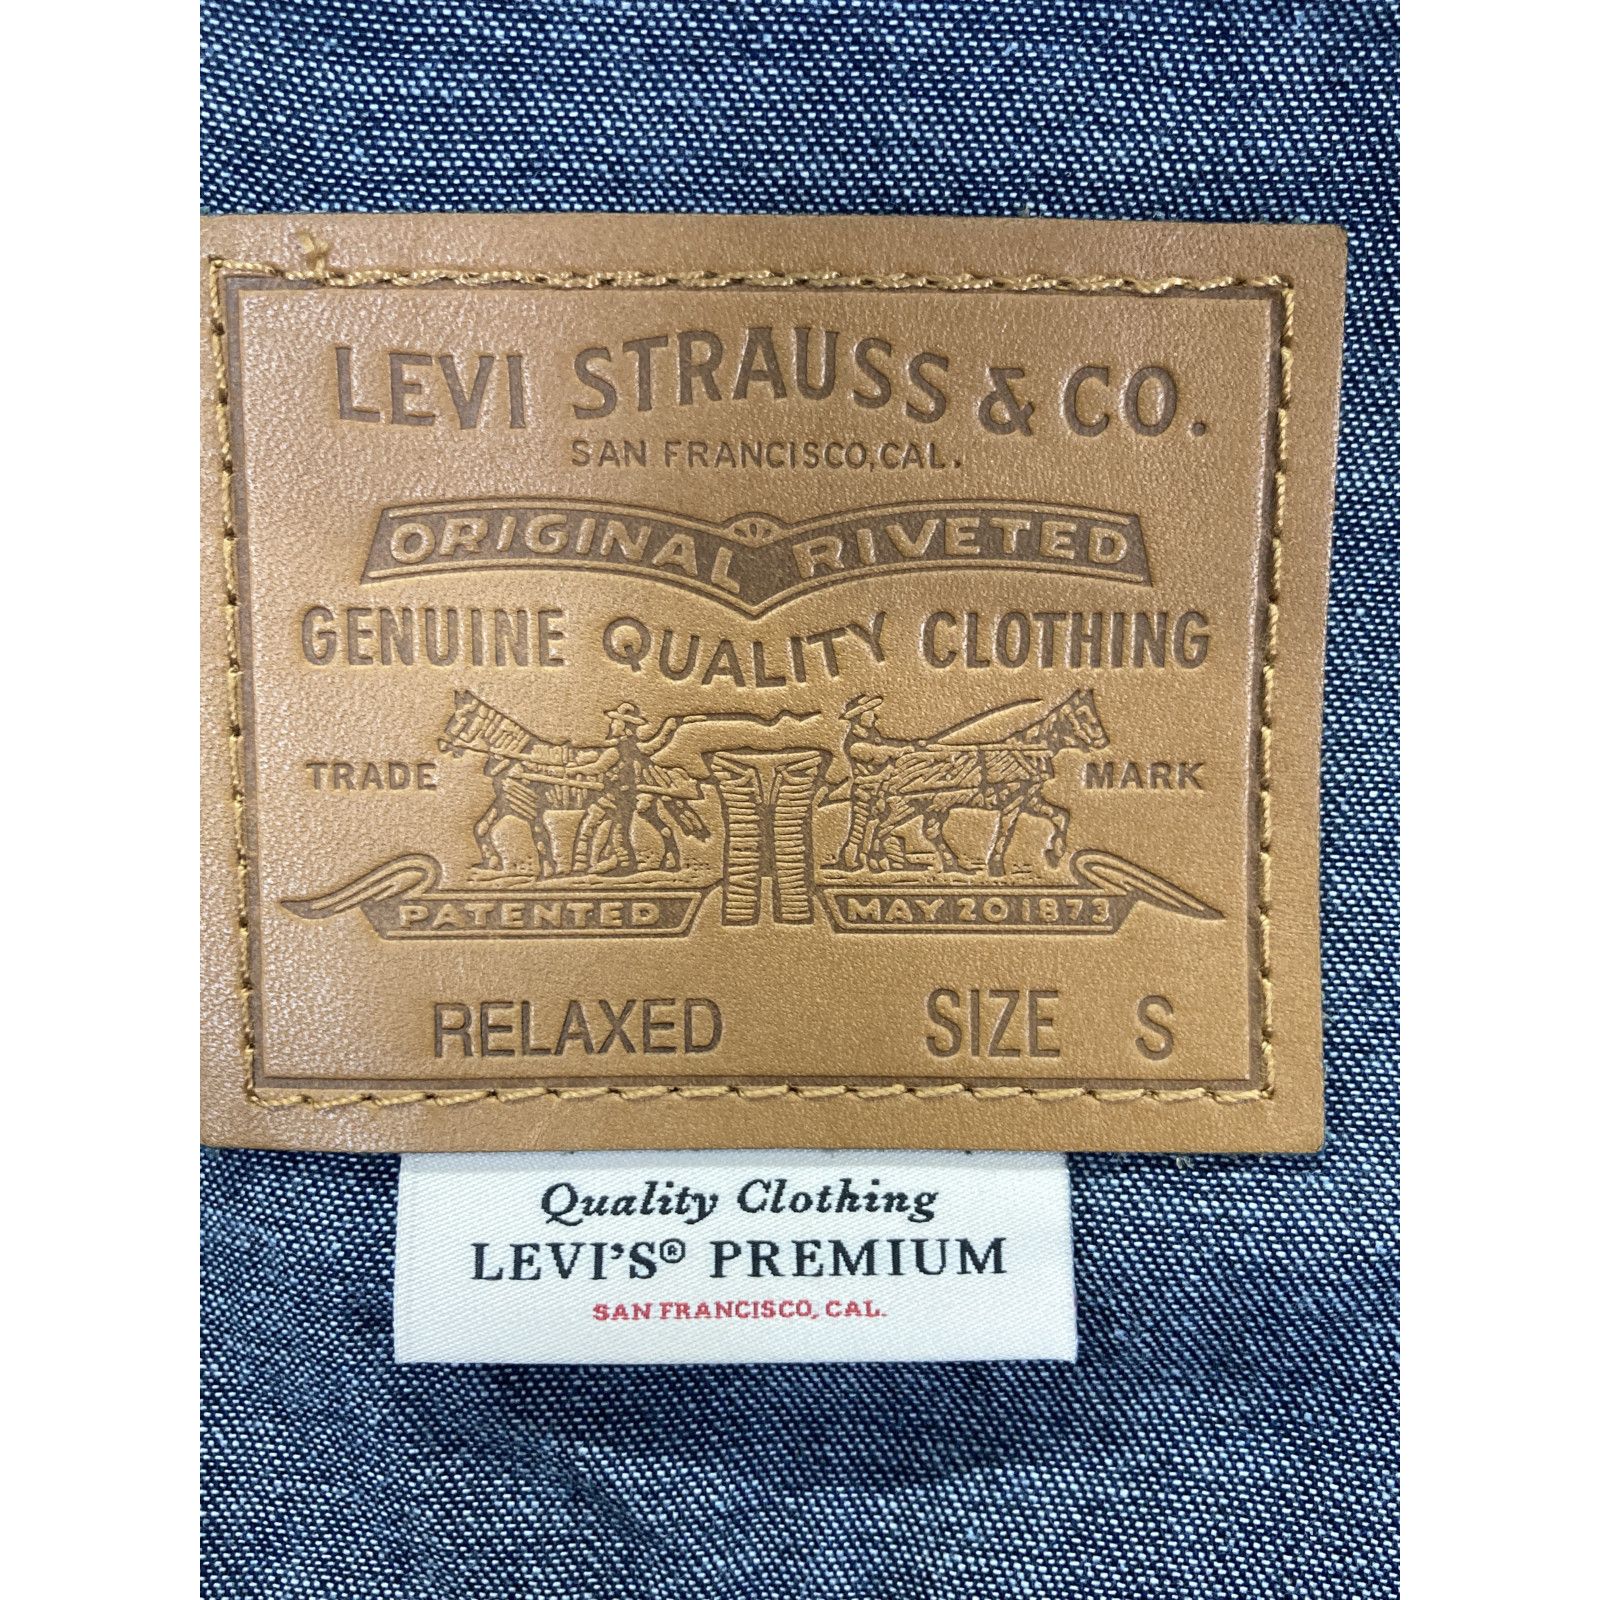 LEVI STRAUSS & CO.
SAN FRANCISCO, CAL.
ORIGINAL RIVETED
GENUINE QUALITY CLOTHING
TRADE MARK
PATENTED MAY 20 1873
RELAXED SIZE S
Quality Clothing
LEVI'S® PREMIUM
SAN FRANCISCO, CAL.